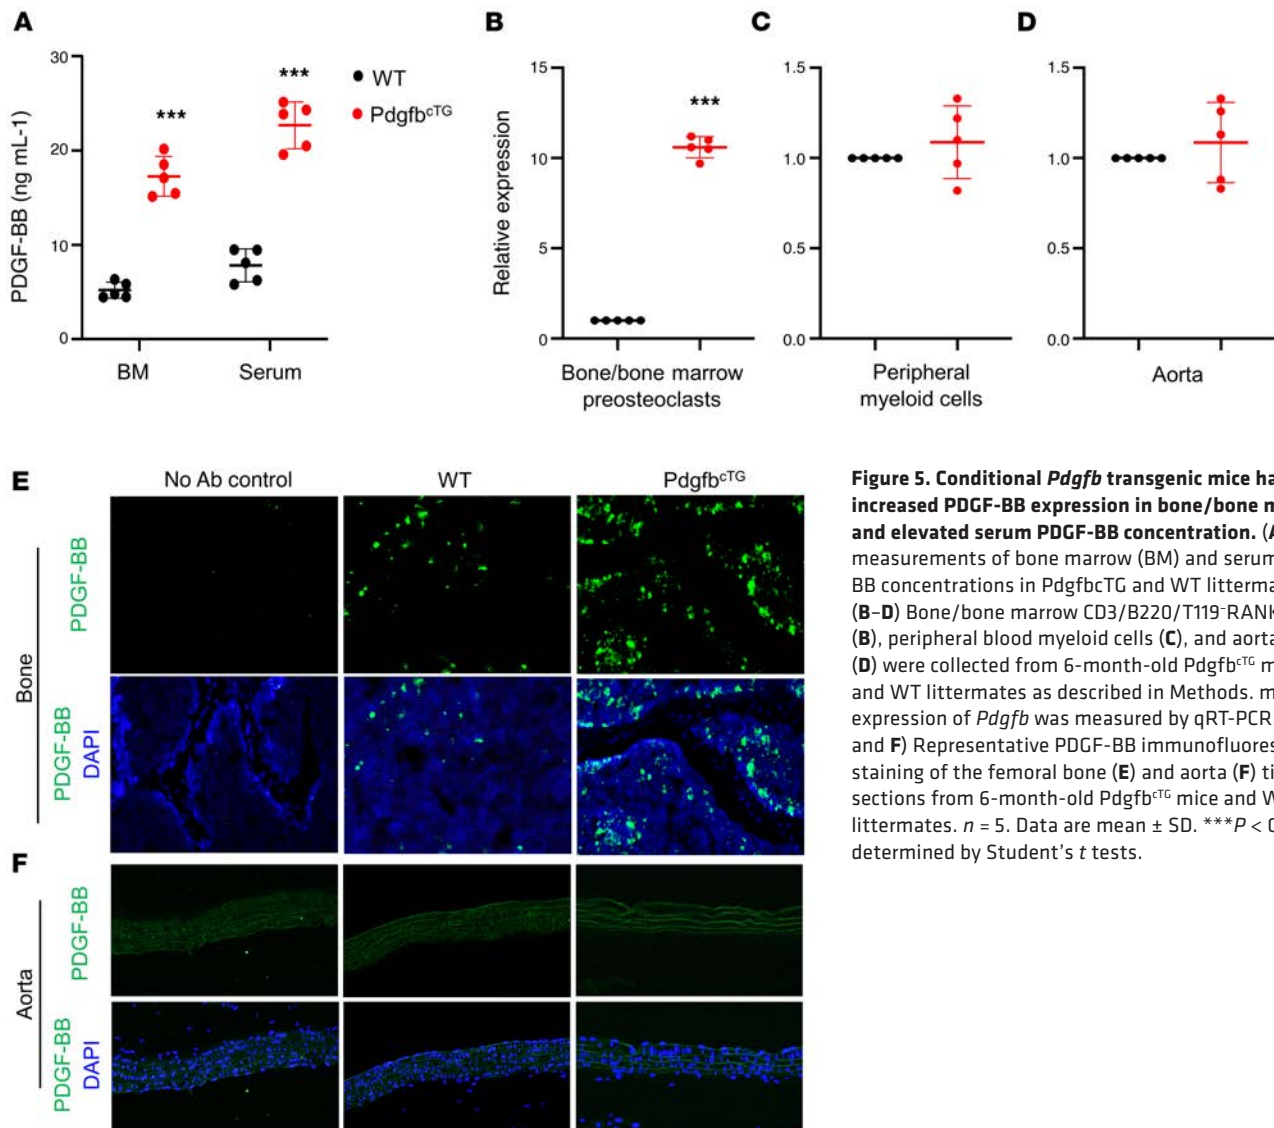 A
B
C
D
30
20
10
0
PDGF-BB (ng mL-1)
***
***
BM
Serum
WT
PdgfbcTG
15
10
5
0
Relative expression
***
Bone/bone marrow
preosteoclasts
1.5
1.0
0.5
0.0
Peripheral
myeloid cells
1.5
1.0
0.5
0.0
Aorta
E
No Ab control
WT
PdgfbcTG
Bone
PDGF-BB
PDGF-BB
DAPI
F
Aorta
PDGF-BB
PDGF-BB
DAPI
Figure 5. Conditional Pdgfb transgenic mice ha
increased PDGF-BB expression in bone/bone m
and elevated serum PDGF-BB concentration. (A
measurements of bone marrow (BM) and serum
BB concentrations in PdgfbcTG and WT litterma
(B–D) Bone/bone marrow CD3/B220/T119-RANK
(B), peripheral blood myeloid cells (C), and aorta
(D) were collected from 6-month-old PdgfbcTG m
and WT littermates as described in Methods. m
expression of Pdgfb was measured by qRT-PCR
and F) Representative PDGF-BB immunofluores
staining of the femoral bone (E) and aorta (F) ti
sections from 6-month-old PdgfbcTG mice and W
littermates. n = 5. Data are mean ± SD. ***P < 0
determined by Student's t tests.